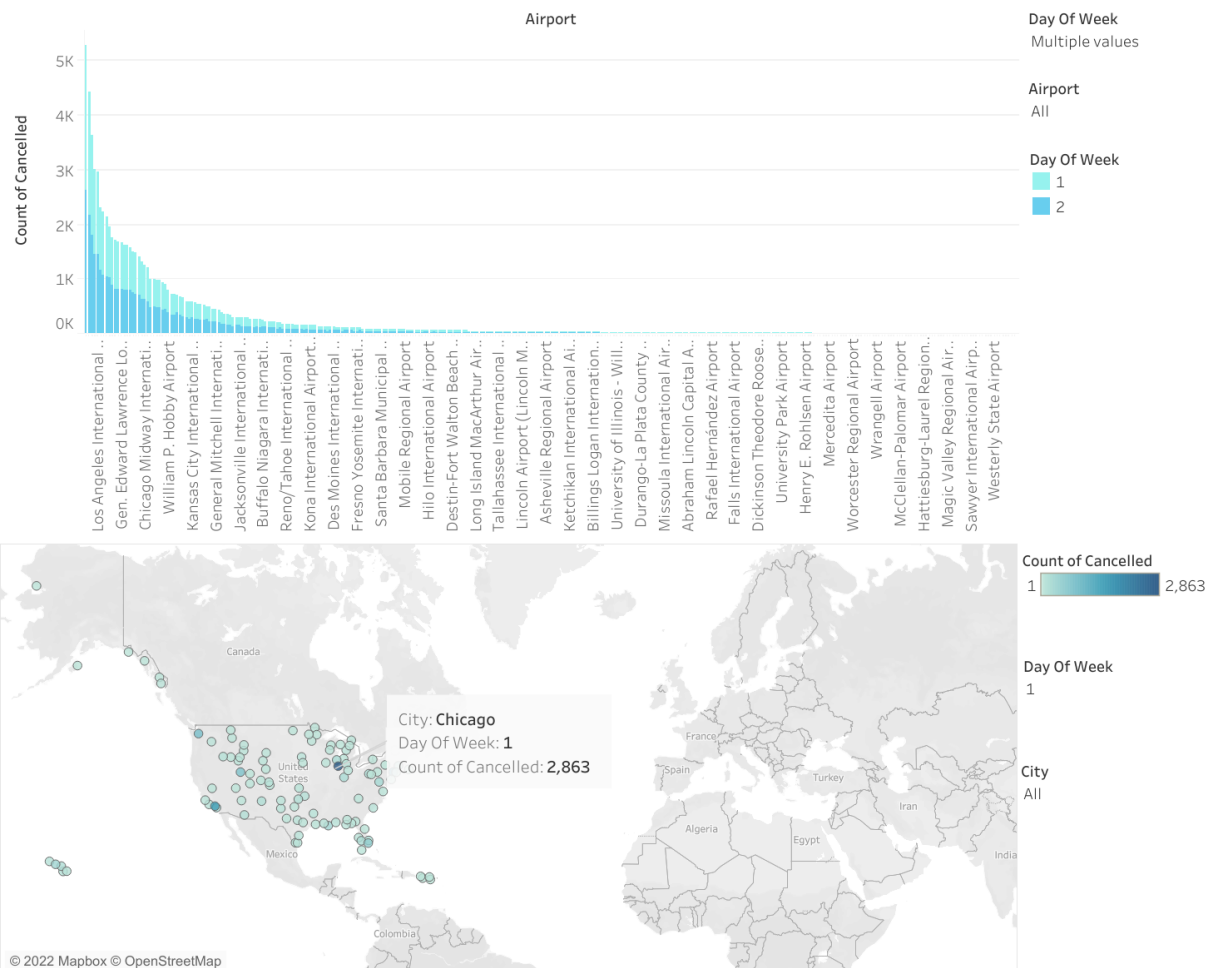 Airport
Count of Cancelled
5K
4K
3K
2K
1K
0K
Los Angeles International ..
Gen. Edward Lawrence Lo..
Chicago Midway Internati..
William P. Hobby Airport
Kansas City International ..
General Mitchell Internati..
Jacksonville International ..
Buffalo Niagara Internati..
Reno/Tahoe International ..
Kona International Airport..
Des Moines International ..
Fresno Yosemite Internati..
Santa Barbara Municipal ..
Mobile Regional Airport
Hilo International Airport
Destin-Fort Walton Beach ..
Long Island MacArthur Air..
Tallahassee International ..
Lincoln Airport (Lincoln M..
Asheville Regional Airport
Ketchikan International Ai..
Billings Logan Internation..
University of Illinois - Will..
Durango-La Plata County ..
Missoula International Air..
Abraham Lincoln Capital A..
Rafael Hernández Airport
Falls International Airport
Dickinson Theodore Roose..
University Park Airport
Henry E. Rohlsen Airport
Mercedita Airport
Worcester Regional Airport
Wrangell Airport
McClellan-Palomar Airport
Hattiesburg-Laurel Region..
Magic Valley Regional Air..
Sawyer International Airp..
Westerly State Airport
Day Of Week
Multiple values
Airport
All
Day Of Week
1
2
Canada
United
States
Mexico
Colombia
France
Spain
Turkey
Algeria
Egypt
Iran
India
City: Chicago
Day Of Week: 1
Count of Cancelled: 2,863
© 2022 Mapbox © OpenStreetMap
Count of Cancelled
1
2,863
Day Of Week
1
City
All